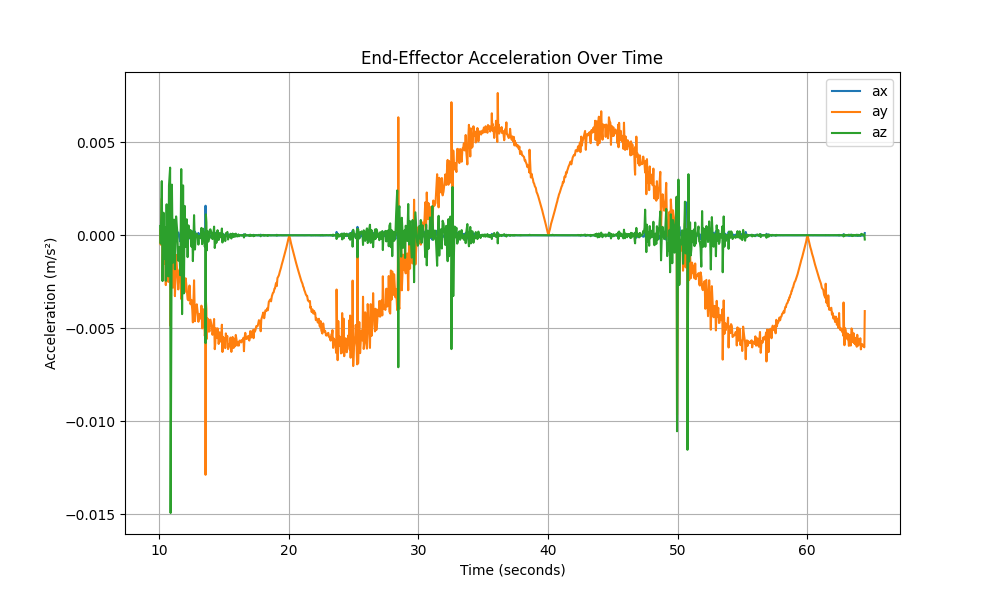 End-Effector Acceleration Over Time
ax
ay
az
0.005
0.000
−0.005
−0.010
−0.015
Acceleration (m/s²)
10
20
30
40
50
60
Time (seconds)